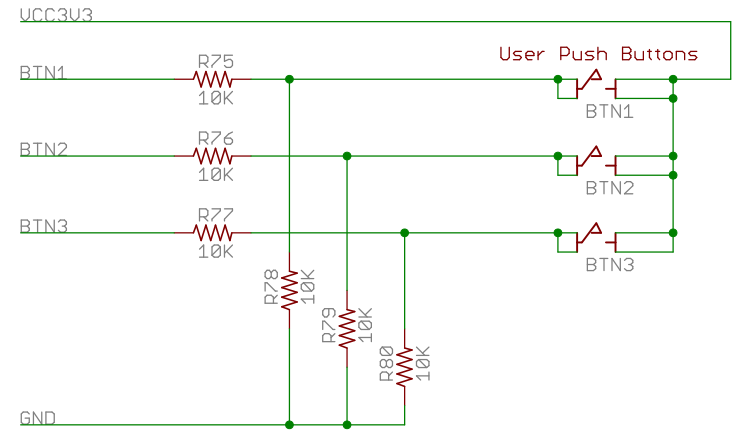 VCC3V3
User Push Buttons
R75
BTN1
10K
BTN1
R76
BTN2
10K
BTN2
R77
BTN3
10K
BTN3
R78
10K
R79
10K
R80
10K
GND